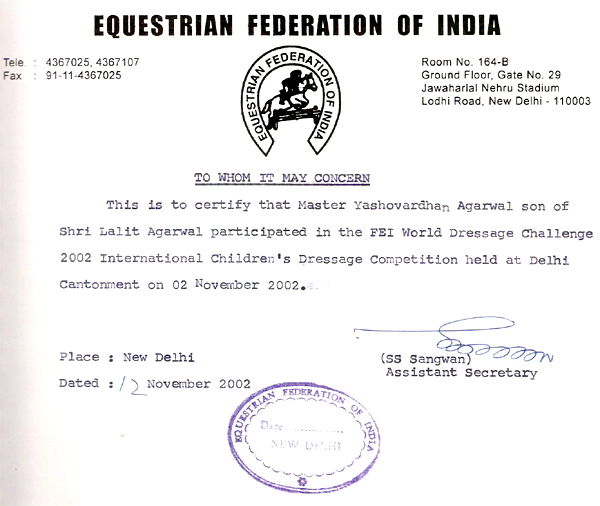 EQUESTRIAN FEDERATION OF INDIA
Tele. : 4367025, 4367107
Fax : 91-11-4367025
Room No. 164-B
Ground Floor, Gate No. 29
Jawaharlal Nehru Stadium
Lodhi Road, New Delhi - 110003
EQUESTRIAN FEDERATION OF INDIA
TO WHOM IT MAY CONCERN
This is to certify that Master Yashovardhan Agarwal son of
Shri Lalit Agarwal participated in the FEI World Dressage Challenge
2002 International Children's Dressage Competition held at Delhi
Cantonment on 02 November 2002.
Place : New Delhi
(SS Sangwan)
Assistant Secretary
Dated : 12 November 2002
EQUESTRIAN FEDERATION OF INDIA
Date..............
NEW DELHI